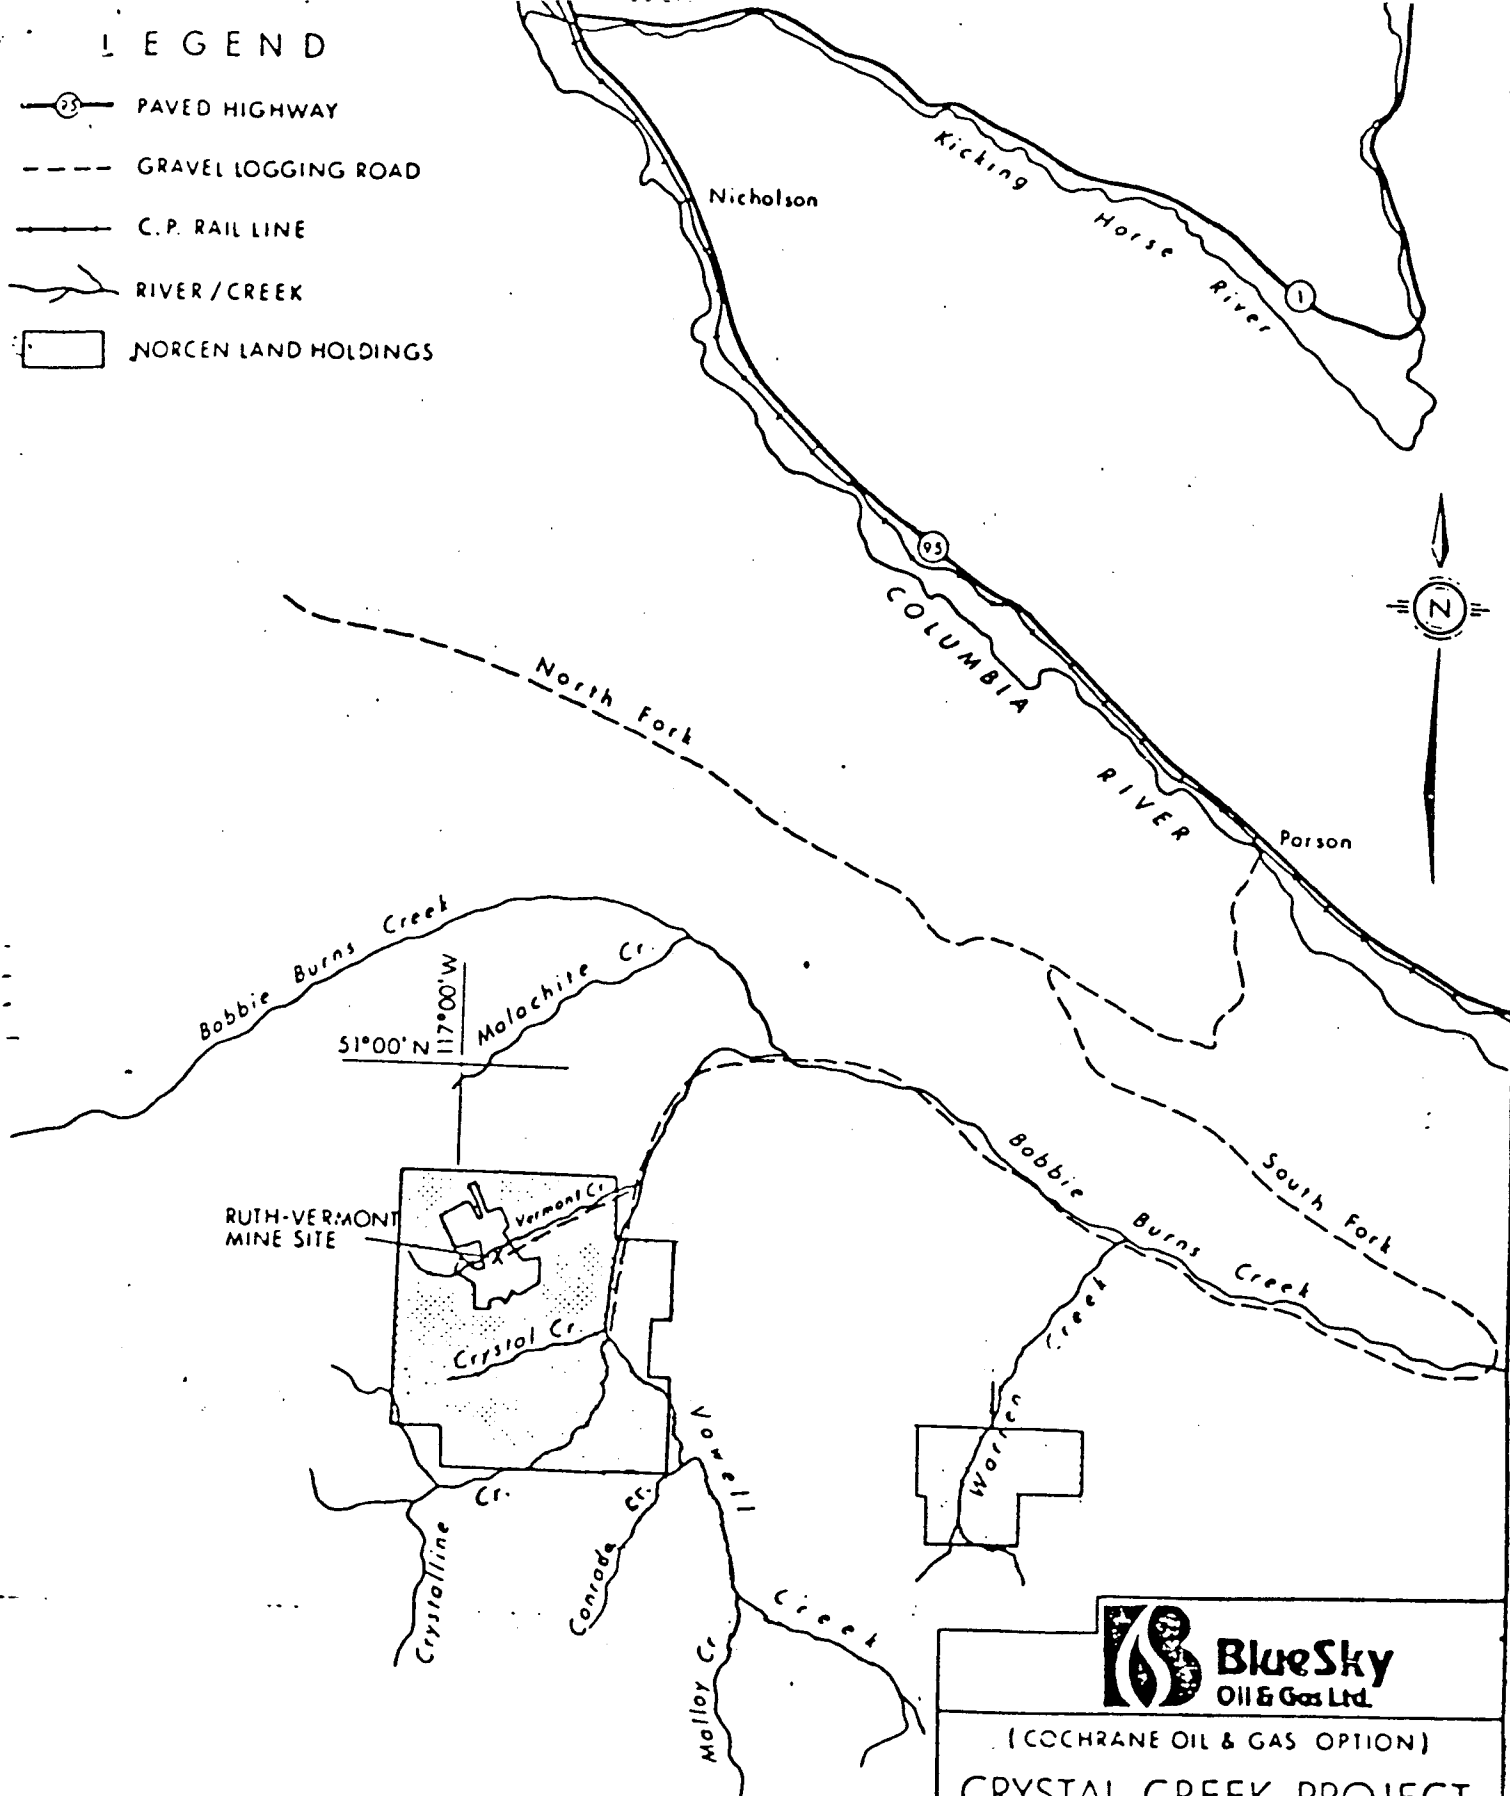 LEGEND
95 PAVED HIGHWAY
GRAVEL LOGGING ROAD
C.P. RAIL LINE
RIVER/CREEK
NORCEN LAND HOLDINGS
Kicking Horse River
1
Nicholson
95
N
COLUMBIA RIVER
North Fork
Parson
Bobbie Burns Creek
Malachite Cr.
117°00'W
51°00'N
Bobbie Burns Creek
South Fork
RUTH-VERMONT
MINE SITE
Vermont Cr.
Crystal Cr.
Warren Creek
Vowell Creek
Crystalline Cr.
Conrada Cr.
Malloy Cr
BlueSky
Oil & Gas Ltd.
(COCHRANE OIL & GAS OPTION)
CRYSTAL CREEK PROJECT